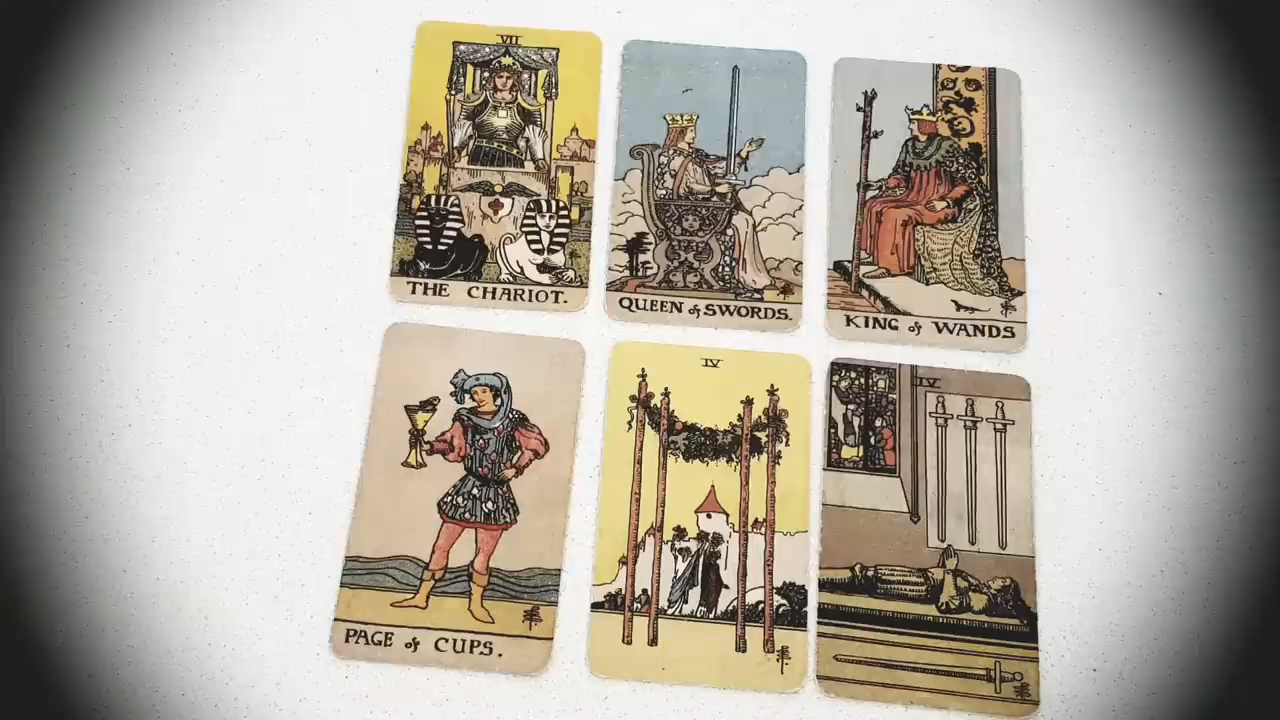 VII
THE CHARIOT.
QUEEN of SWORDS.
KING of WANDS
PAGE of CUPS.
IV
IV